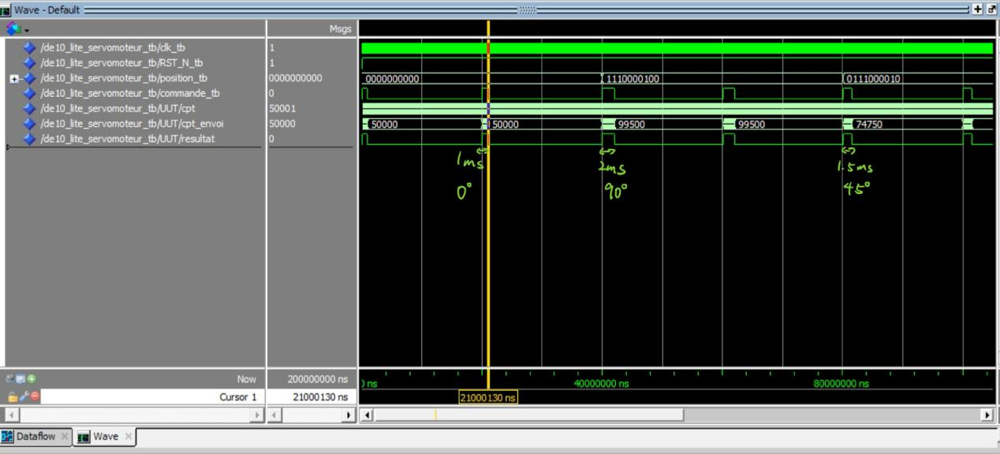 Wave - Default
Msgs
/de10_lite_servomoteur_tb/clk_tb 1
/de10_lite_servomoteur_tb/RST_N_tb 1
/de10_lite_servomoteur_tb/position_tb 0000000000 0000000000 1110000100 0111000010
/de10_lite_servomoteur_tb/commande_tb 0
/de10_lite_servomoteur_tb/UUT/cpt 50001
/de10_lite_servomoteur_tb/UUT/cpt_envoi 50000 50000 50000 99500 99500 74750
/de10_lite_servomoteur_tb/UUT/resultat 0
1ms 2ms 1.5ms
0° 90° 45°
Now 200000000 ns ns 40000000 ns 80000000 ns
Cursor 1 21000130 ns 21000130 ns
Dataflow Wave